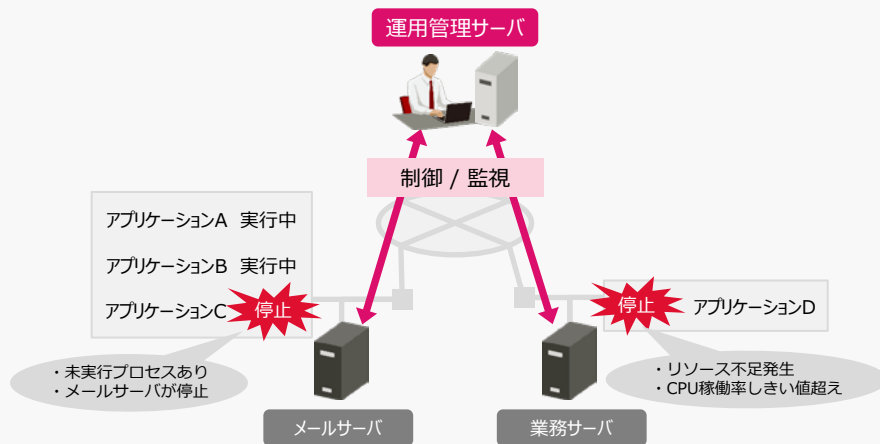 運用管理サーバ
制御 / 監視
アプリケーションA 実行中
アプリケーションB 実行中
アプリケーションC 停止
・未実行プロセスあり
・メールサーバが停止
停止 アプリケーションD
・リソース不足発生
・CPU稼働率しきい値超え
メールサーバ
業務サーバ